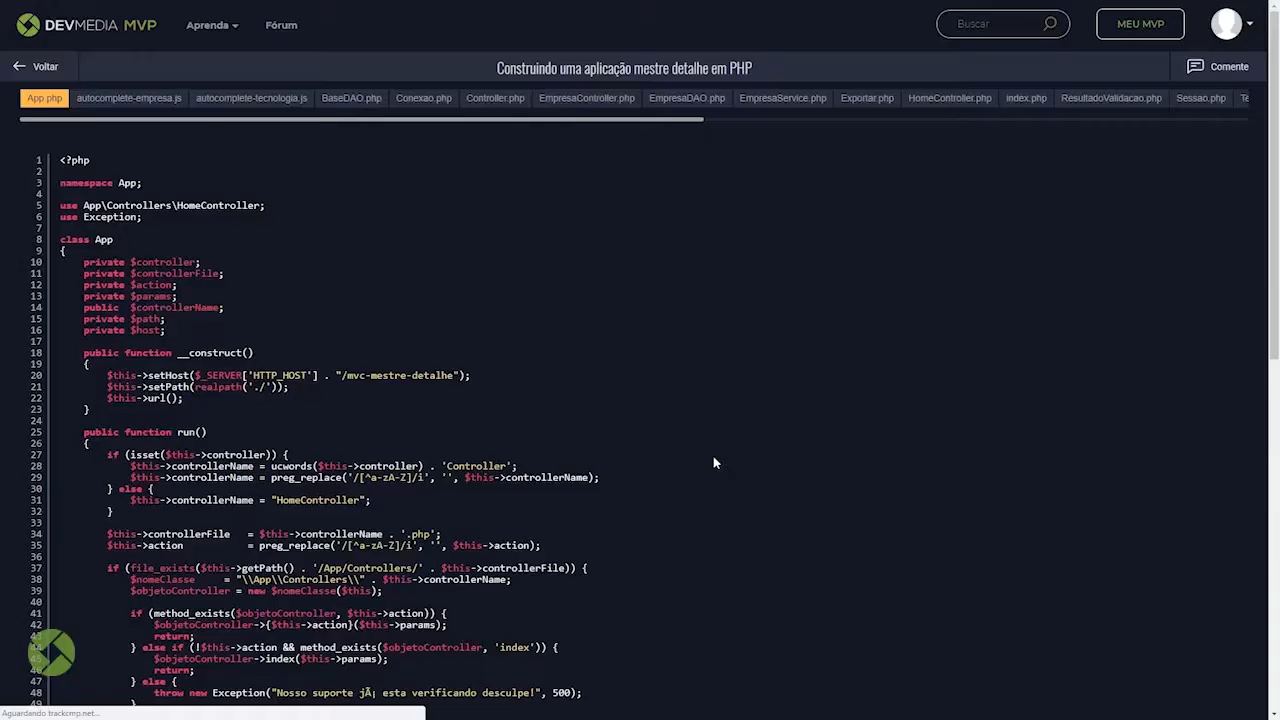 DEVMEDIA MVP Aprenda Fórum Buscar MEU MVP
Voltar Construindo uma aplicação mestre detalhe em PHP Comente
App.php autocomplete-empresa.js autocomplete-tecnologia.js BaseDAO.php Conexao.php Controller.php EmpresaController.php EmpresaDAO.php EmpresaService.php Exportar.php HomeController.php index.php ResultadoValidacao.php Sessao.php Te
1 <?php
2
3 namespace App;
4
5 use App\Controllers\HomeController;
6 use Exception;
7
8 class App
9 {
10 private $controller;
11 private $controllerFile;
12 private $action;
13 private $params;
14 public $controllerName;
15 private $path;
16 private $host;
17
18 public function __construct()
19 {
20 $this->setHost($_SERVER['HTTP_HOST'] . "/mvc-mestre-detalhe");
21 $this->setPath(realpath('./'));
22 $this->url();
23 }
24
25 public function run()
26 {
27 if (isset($this->controller)) {
28 $this->controllerName = ucwords($this->controller) . 'Controller';
29 $this->controllerName = preg_replace('/[^a-zA-Z]/i', '', $this->controllerName);
30 } else {
31 $this->controllerName = "HomeController";
32 }
33
34 $this->controllerFile = $this->controllerName . '.php';
35 $this->action = preg_replace('/[^a-zA-Z]/i', '', $this->action);
36
37 if (file_exists($this->getPath() . '/App/Controllers/' . $this->controllerFile)) {
38 $nomeClasse = "\\App\\Controllers\\" . $this->controllerName;
39 $objetoController = new $nomeClasse($this);
40
41 if (method_exists($objetoController, $this->action)) {
42 $objetoController->{$this->action}($this->params);
43 return;
44 } else if (!$this->action && method_exists($objetoController, 'index')) {
45 $objetoController->index($this->params);
46 return;
47 } else {
48 throw new Exception("Nosso suporte jÃ¡ esta verificando desculpe!", 500);
49 }
Aguardando trackcmp.net...